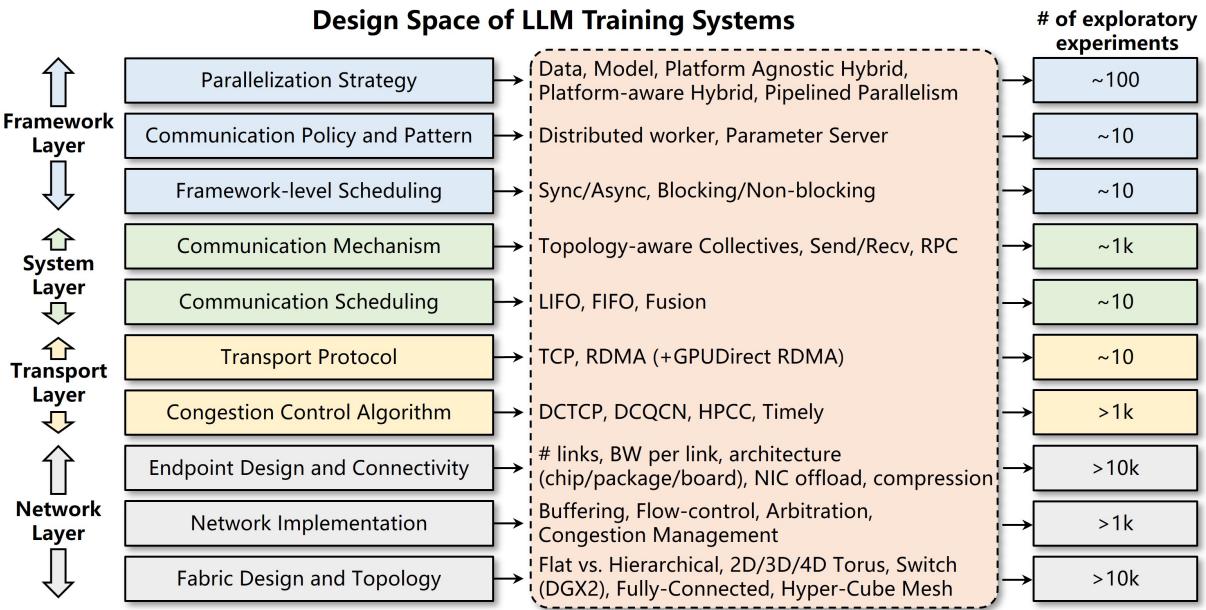 Design Space of LLM Training Systems
# of exploratory
experiments
Framework
Layer
Parallelization Strategy
Data, Model, Platform Agnostic Hybrid,
Platform-aware Hybrid, Pipelined Parallelism
~100
Communication Policy and Pattern
Distributed worker, Parameter Server
~10
Framework-level Scheduling
Sync/Async, Blocking/Non-blocking
~10
System
Layer
Communication Mechanism
Topology-aware Collectives, Send/Recv, RPC
~1k
Communication Scheduling
LIFO, FIFO, Fusion
~10
Transport
Layer
Transport Protocol
TCP, RDMA (+GPUDirect RDMA)
~10
Congestion Control Algorithm
DCTCP, DCQCN, HPCC, Timely
>1k
Network
Layer
Endpoint Design and Connectivity
# links, BW per link, architecture
(chip/package/board), NIC offload, compression
>10k
Network Implementation
Buffering, Flow-control, Arbitration,
Congestion Management
>1k
Fabric Design and Topology
Flat vs. Hierarchical, 2D/3D/4D Torus, Switch
(DGX2), Fully-Connected, Hyper-Cube Mesh
>10k